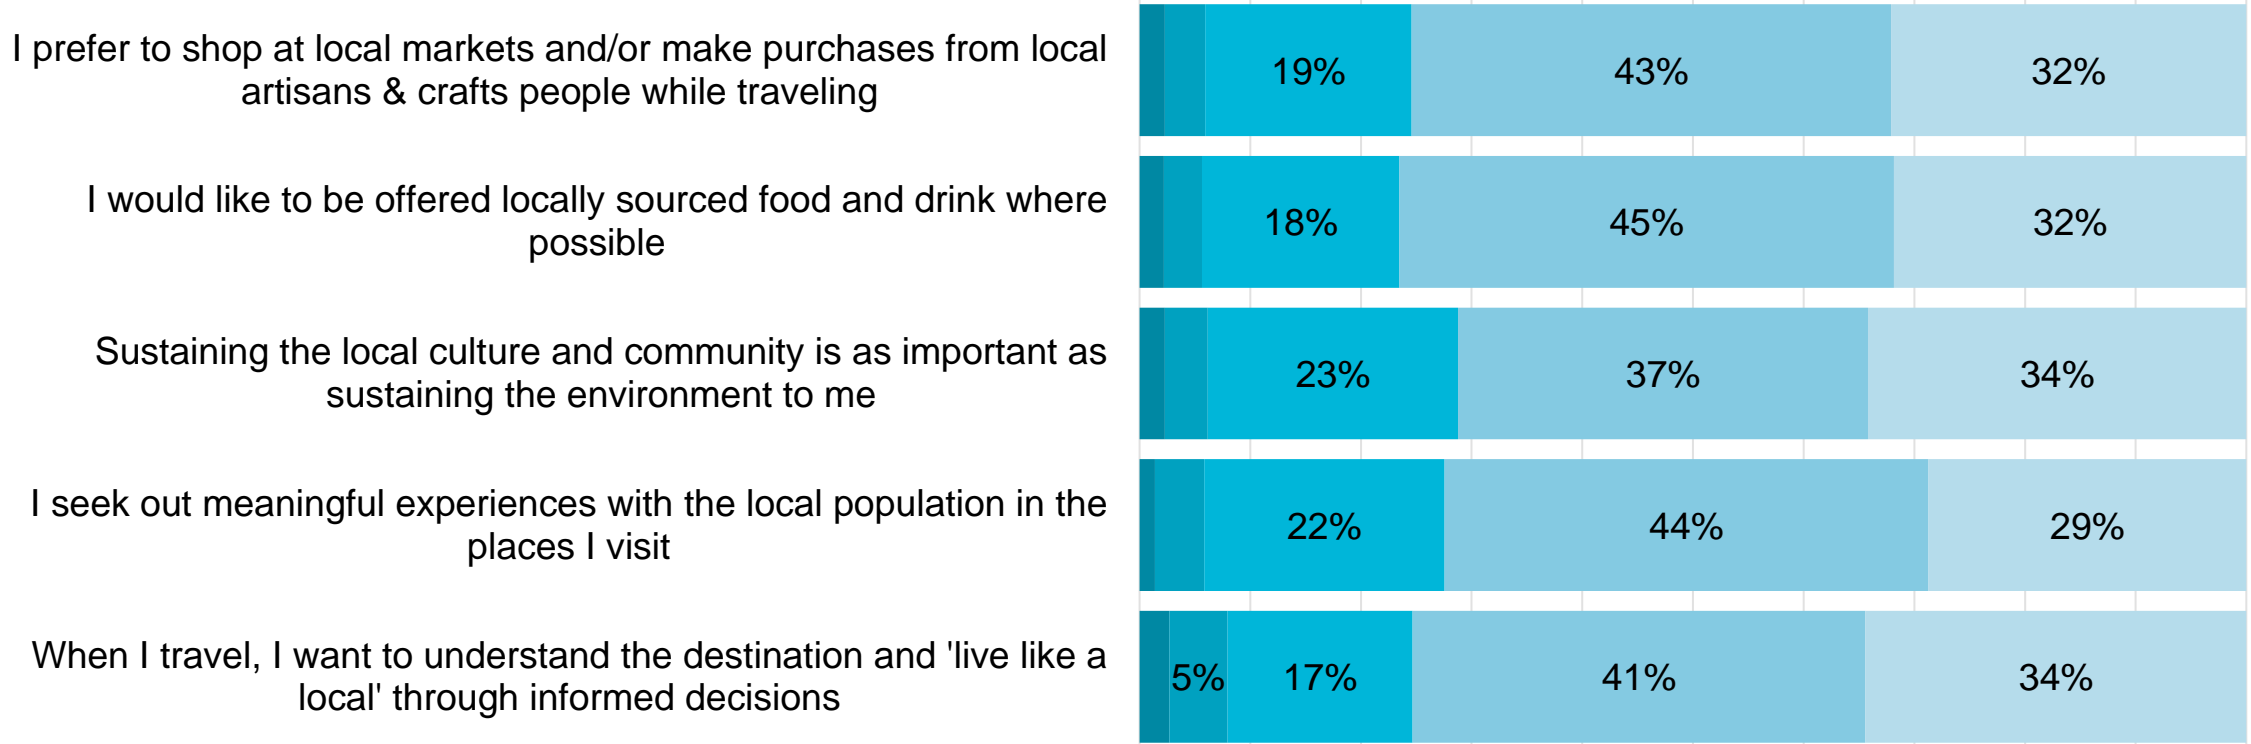 I prefer to shop at local markets and/or make purchases from local
artisans & crafts people while traveling
19% 43% 32%
I would like to be offered locally sourced food and drink where
possible
18% 45% 32%
Sustaining the local culture and community is as important as
sustaining the environment to me
23% 37% 34%
I seek out meaningful experiences with the local population in the
places I visit
22% 44% 29%
When I travel, I want to understand the destination and 'live like a
local' through informed decisions
5% 17% 41% 34%